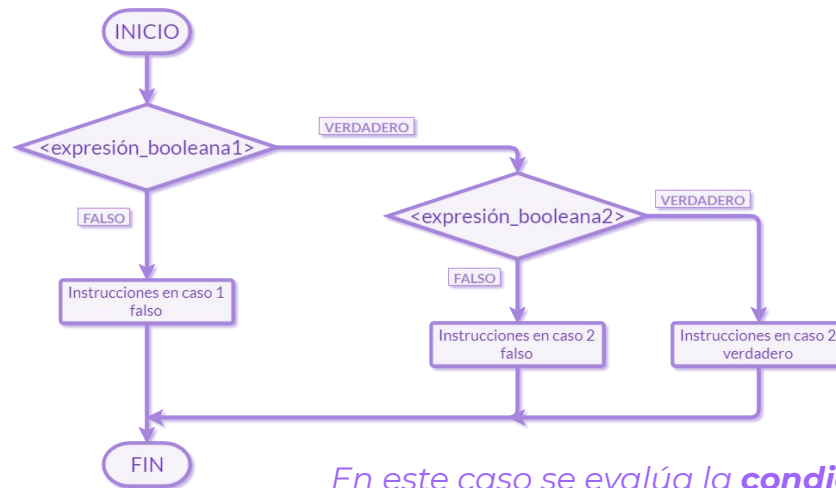 INICIO
<expresión_booleana1>
VERDADERO
<expresión_booleana2>
VERDADERO
FALSO
FALSO
Instrucciones en caso 1
falso
Instrucciones en caso 2
falso
Instrucciones en caso 2
verdadero
FIN
En este caso se evalúa la